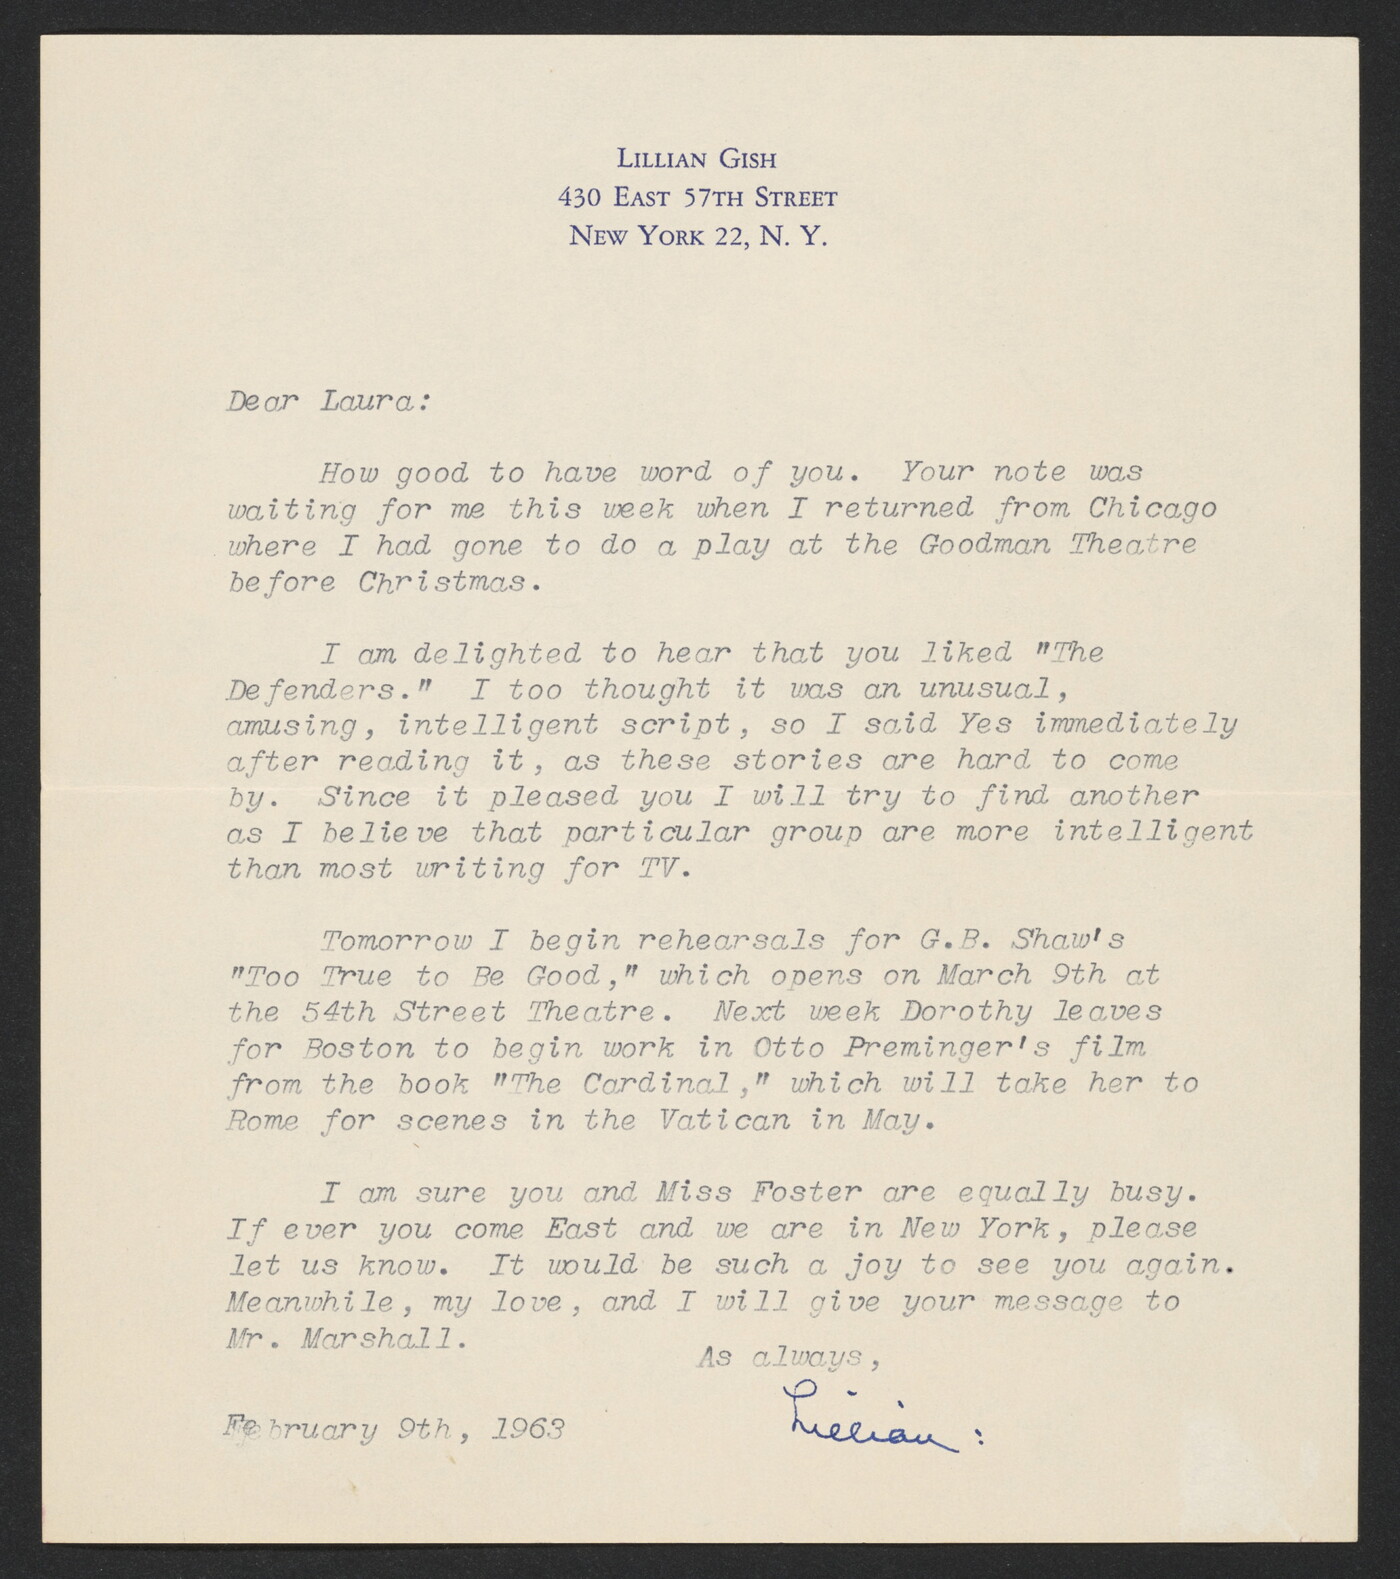 Lillian Gish
430 East 57th Street
New York 22, N. Y.
Dear Laura:
How good to have word of you. Your note was
waiting for me this week when I returned from Chicago
where I had gone to do a play at the Goodman Theatre
before Christmas.
I am delighted to hear that you liked "The
Defenders." I too thought it was an unusual,
amusing, intelligent script, so I said Yes immediately
after reading it, as these stories are hard to come
by. Since it pleased you I will try to find another
as I believe that particular group are more intelligent
than most writing for TV.
Tomorrow I begin rehearsals for G.B. Shaw's
"Too True to Be Good," which opens on March 9th at
the 54th Street Theatre. Next week Dorothy leaves
for Boston to begin work in Otto Preminger's film
from the book "The Cardinal," which will take her to
Rome for scenes in the Vatican in May.
I am sure you and Miss Foster are equally busy.
If ever you come East and we are in New York, please
let us know. It would be such a joy to see you again.
Meanwhile, my love, and I will give your message to
Mr. Marshall.
As always,
Lillian:
February 9th, 1963